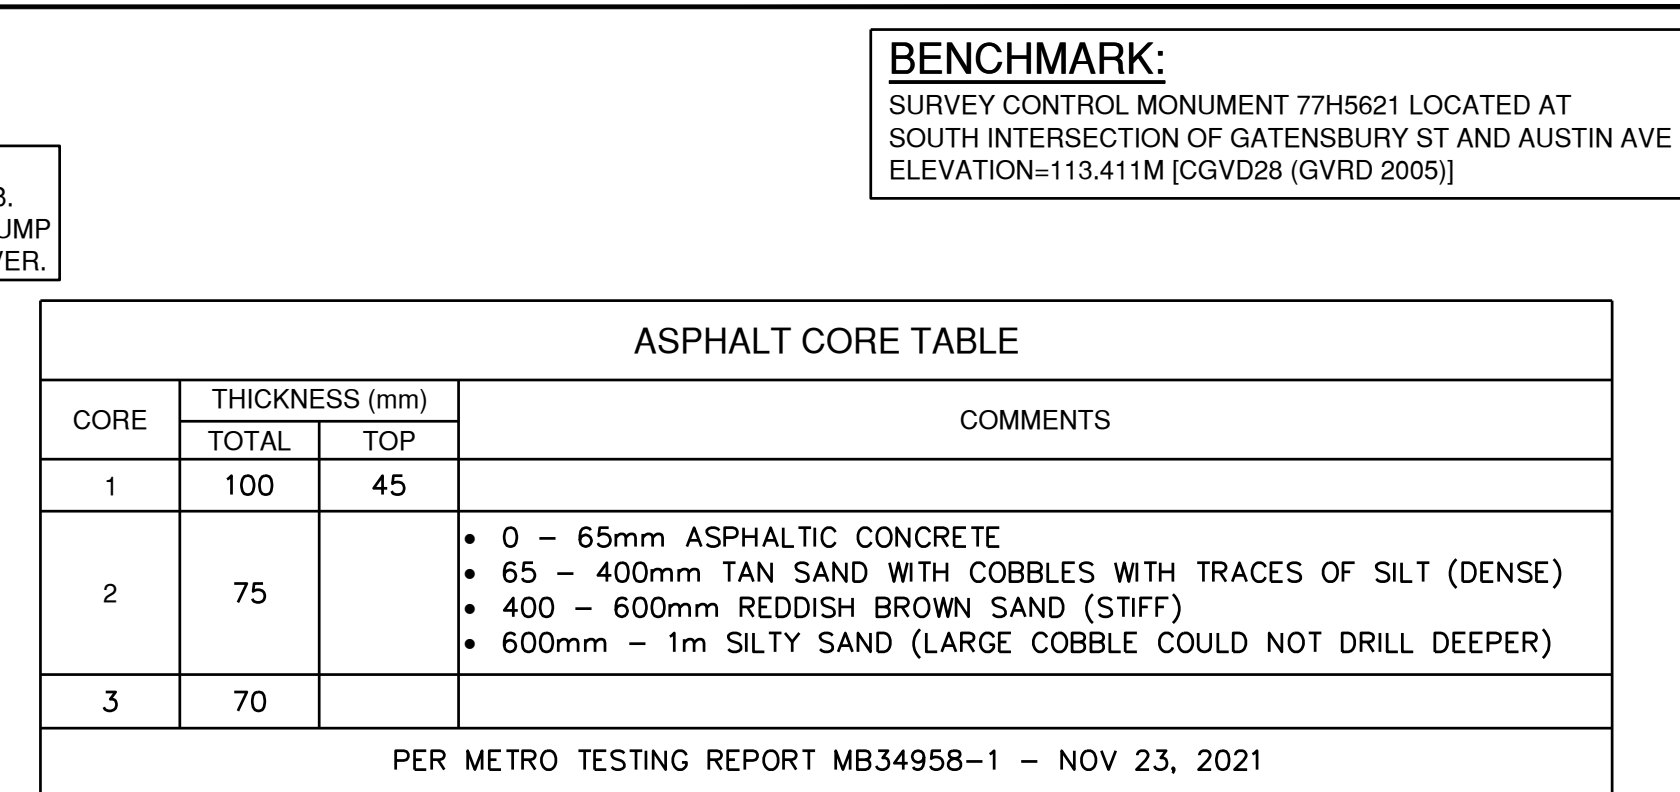 BENCHMARK:
SURVEY CONTROL MONUMENT 77H5621 LOCATED AT
SOUTH INTERSECTION OF GATENSBURY ST AND AUSTIN AVE
ELEVATION=113.411M [CGVD28 (GVRD 2005)]
UMP
VER.
ASPHALT CORE TABLE
CORE THICKNESS (mm) COMMENTS
TOTAL TOP
1 100 45
2 75
• 0 – 65mm ASPHALTIC CONCRETE
• 65 – 400mm TAN SAND WITH COBBLES WITH TRACES OF SILT (DENSE)
• 400 – 600mm REDDISH BROWN SAND (STIFF)
• 600mm – 1m SILTY SAND (LARGE COBBLE COULD NOT DRILL DEEPER)
3 70
PER METRO TESTING REPORT MB34958-1 – NOV 23, 2021